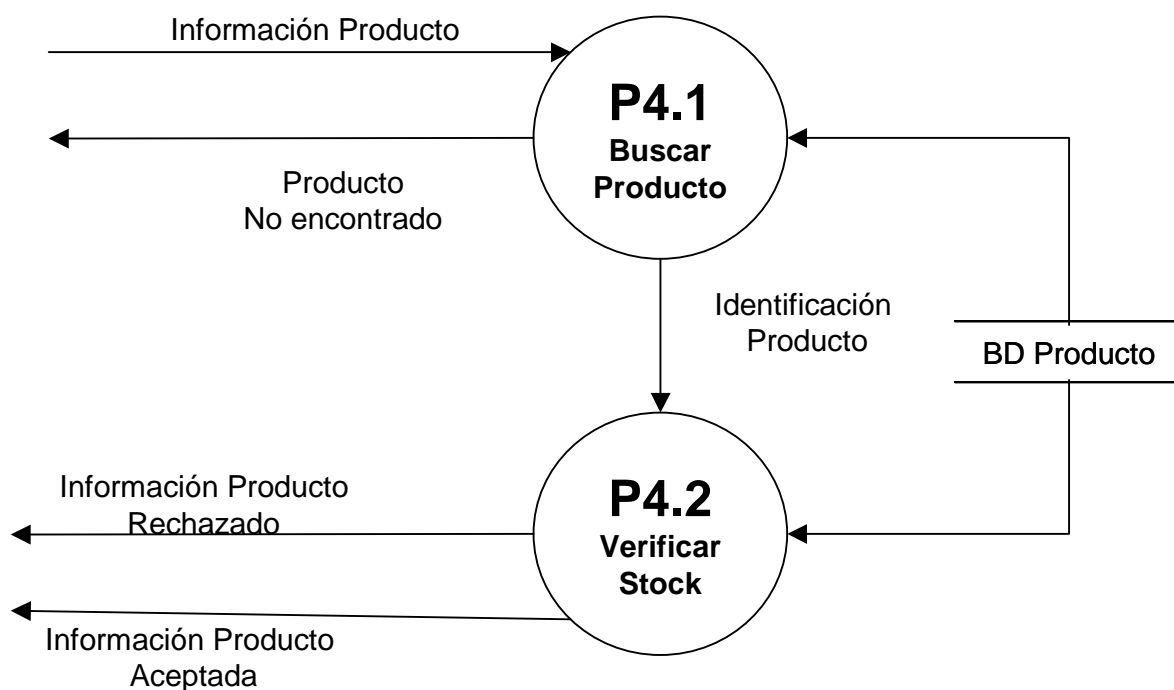 Información Producto
P4.1
Buscar
Producto
Producto
No encontrado
Identificación
Producto
BD Producto
Información Producto
Rechazado
P4.2
Verificar
Stock
Información Producto
Aceptada